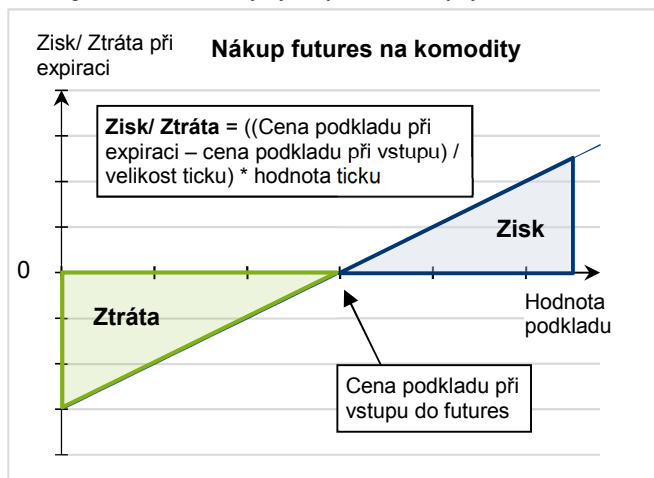 Zisk/ Ztráta při
expiraci
Nákup futures na komodity
Zisk/ Ztráta = ((Cena podkladu při
expiraci – cena podkladu při vstupu) /
velikost ticku) * hodnota ticku
Zisk
0
Ztráta
Hodnota
podkladu
Cena podkladu při
vstupu do futures